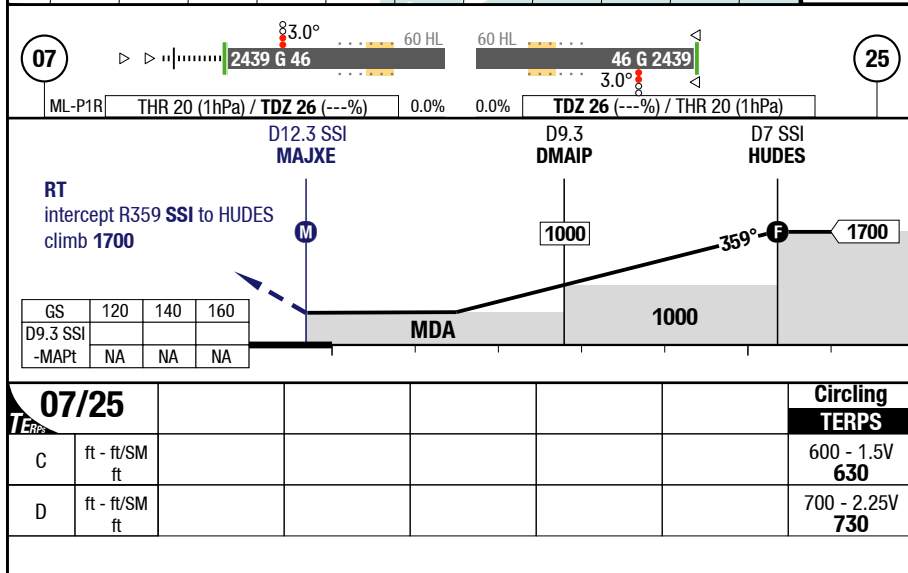 3.0°
60 HL
60 HL
07
2439 G 46
46 G 2439
25
3.0°
ML-P1R
THR 20 (1hPa) / TDZ 26 (---%)
0.0%
0.0%
TDZ 26 (---%) / THR 20 (1hPa)
D12.3 SSI
MAJXE
D9.3
DMAIP
D7 SSI
HUDES
RT
intercept R359 SSI to HUDES
climb 1700
M
1000
359°
F
1700
GS 120 140 160
D9.3 SSI
-MAPt NA NA NA
MDA
1000
TERPS
07/25
Circling
TERPS
C
ft - ft/SM
ft
600 - 1.5V
630
D
ft - ft/SM
ft
700 - 2.25V
730